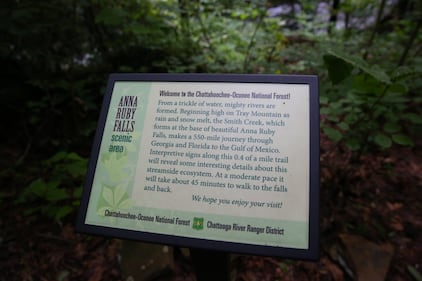 Welcome to the Chattahoochee-Oconee National Forest!
ANNA
RUBY
FALLS
scenic
area
From a trickle of water, mighty rivers are
formed. Beginning high on Tray Mountain as
rain and snow melt, the Smith Creek, which
forms at the base of beautiful Anna Ruby
Falls, makes a 550-mile journey through
Georgia and Florida to the Gulf of Mexico.
Interpretive signs along this 0.4 of a mile trail
will reveal some interesting details about this
streamside ecosystem. At a moderate pace it
will take about 45 minutes to walk to the falls
and back.
We hope you enjoy your visit!
Chattahoochee-Oconee National Forest Chattooga River Ranger District